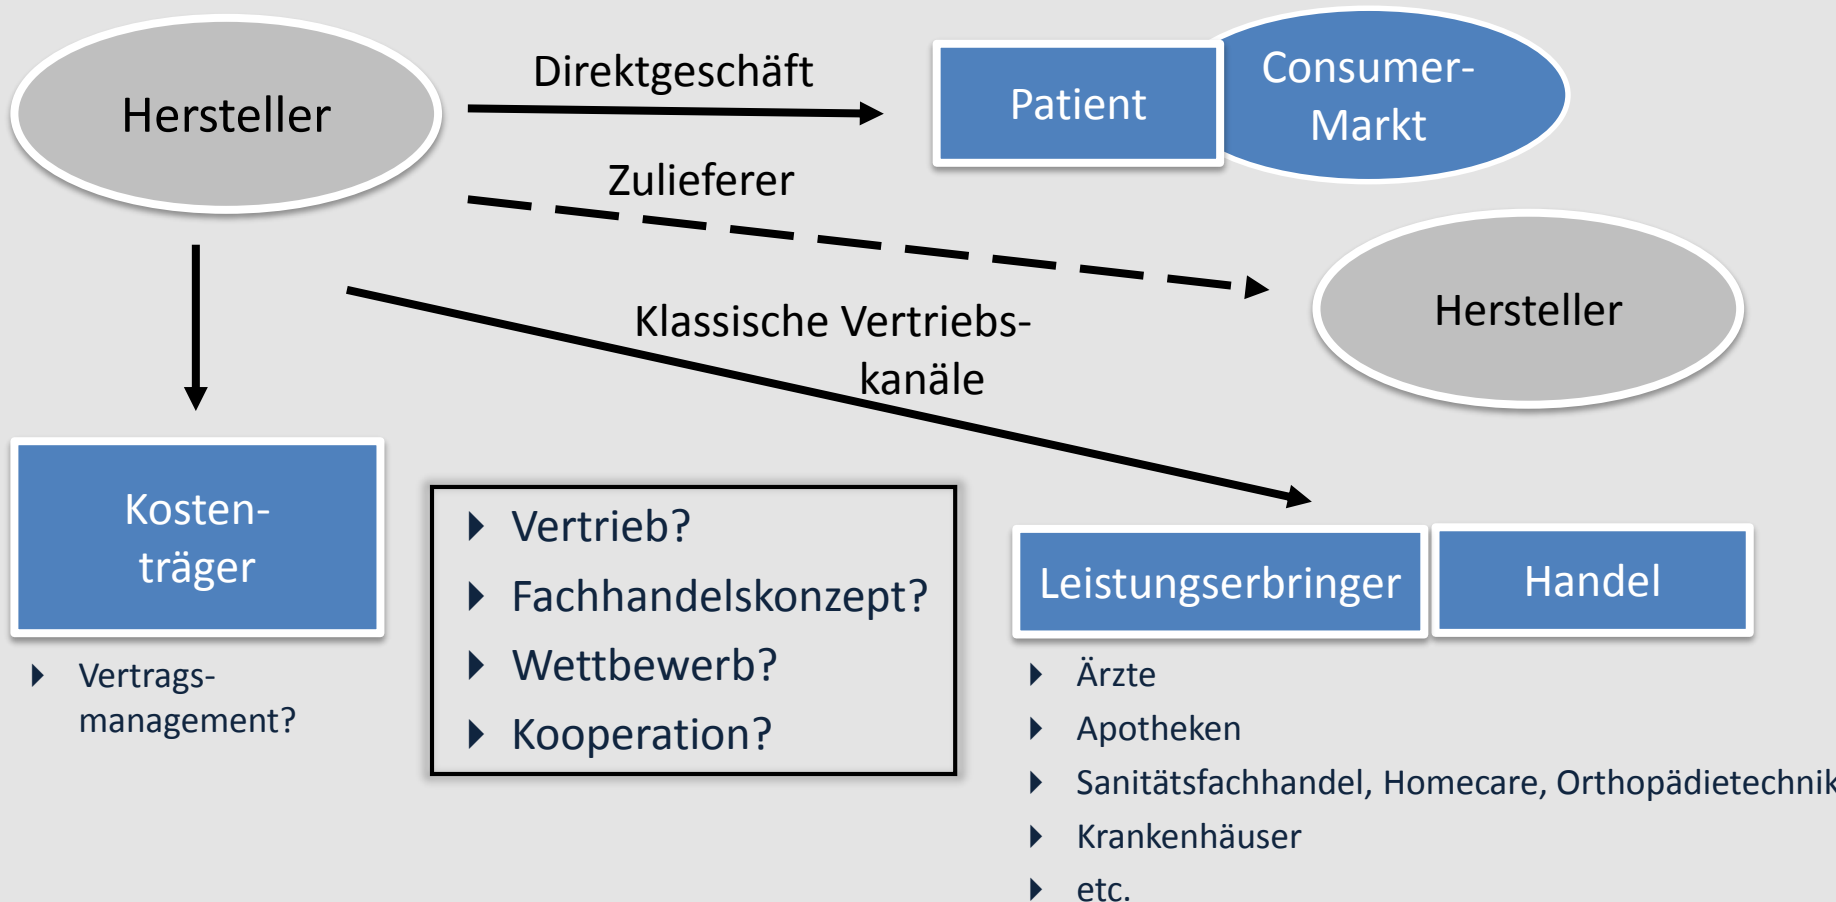 Hersteller
Direktgeschäft
Patient
Consumer-
Markt
Zulieferer
Hersteller
Klassische Vertriebs-
kanäle
Kosten-
träger
Vertrags-
management?
Vertrieb?
Fachhandelskonzept?
Wettbewerb?
Kooperation?
Leistungserbringer
Handel
Ärzte
Apotheken
Sanitätsfachhandel, Homecare, Orthopädietechnik
Krankenhäuser
etc.